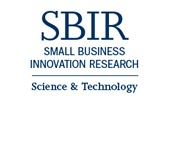 SBIR
SMALL BUSINESS
INNOVATION RESEARCH
Science & Technology